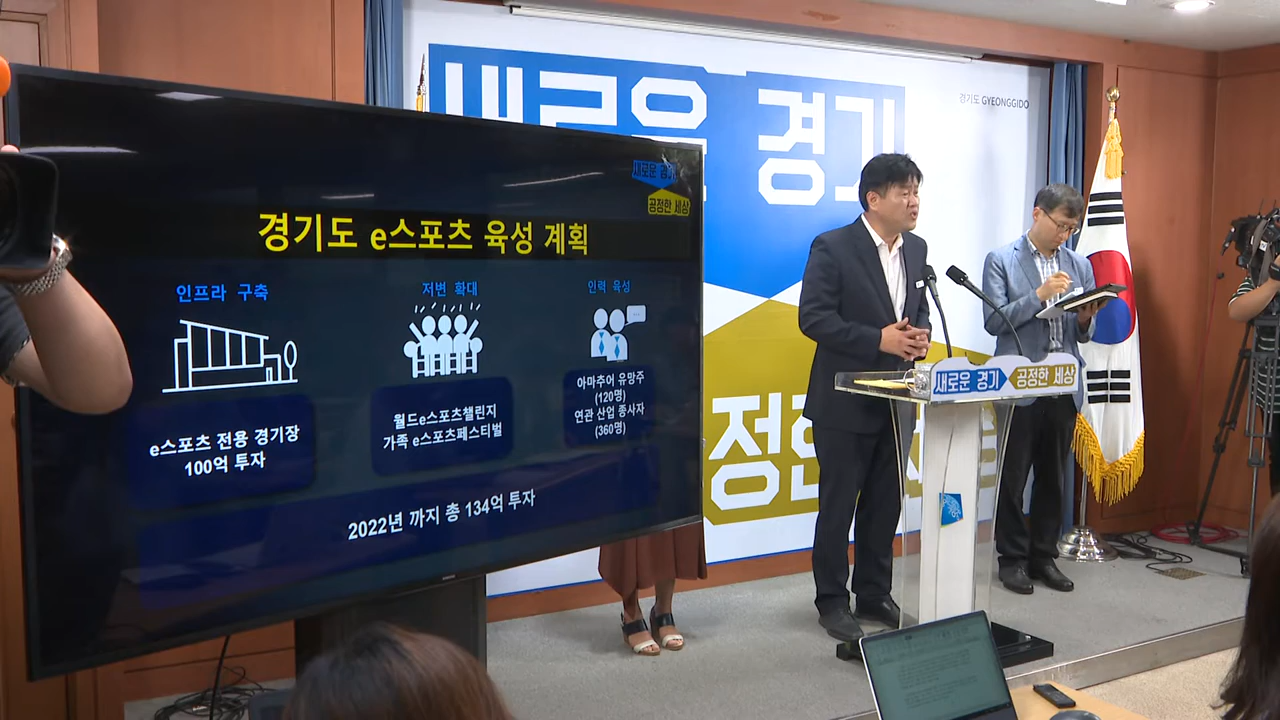 새로운 경기
경기도 GYEONGGIDO
새로운 경기
공정한 세상
경기도 e스포츠 육성 계획
인프라 구축
저변 확대
인력 육성
e스포츠 전용 경기장
100억 투자
월드e스포츠챌린지
가족 e스포츠페스티벌
아마추어 유망주
(120명)
연관 산업 종사자
(360명)
2022년 까지 총 134억 투자
새로운 경기 공정한 세상